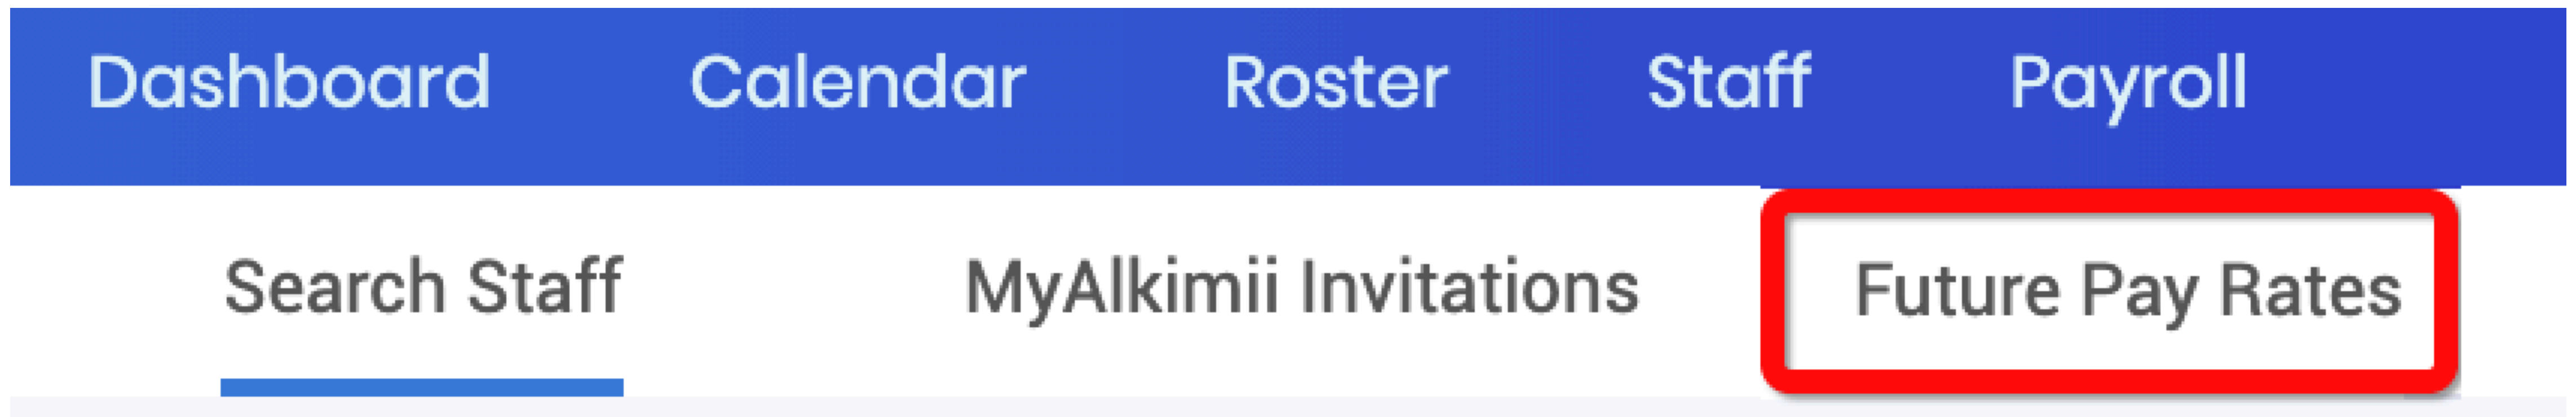 Dashboard Calendar Roster Staff Payroll
Search Staff MyAlkimii Invitations Future Pay Rates